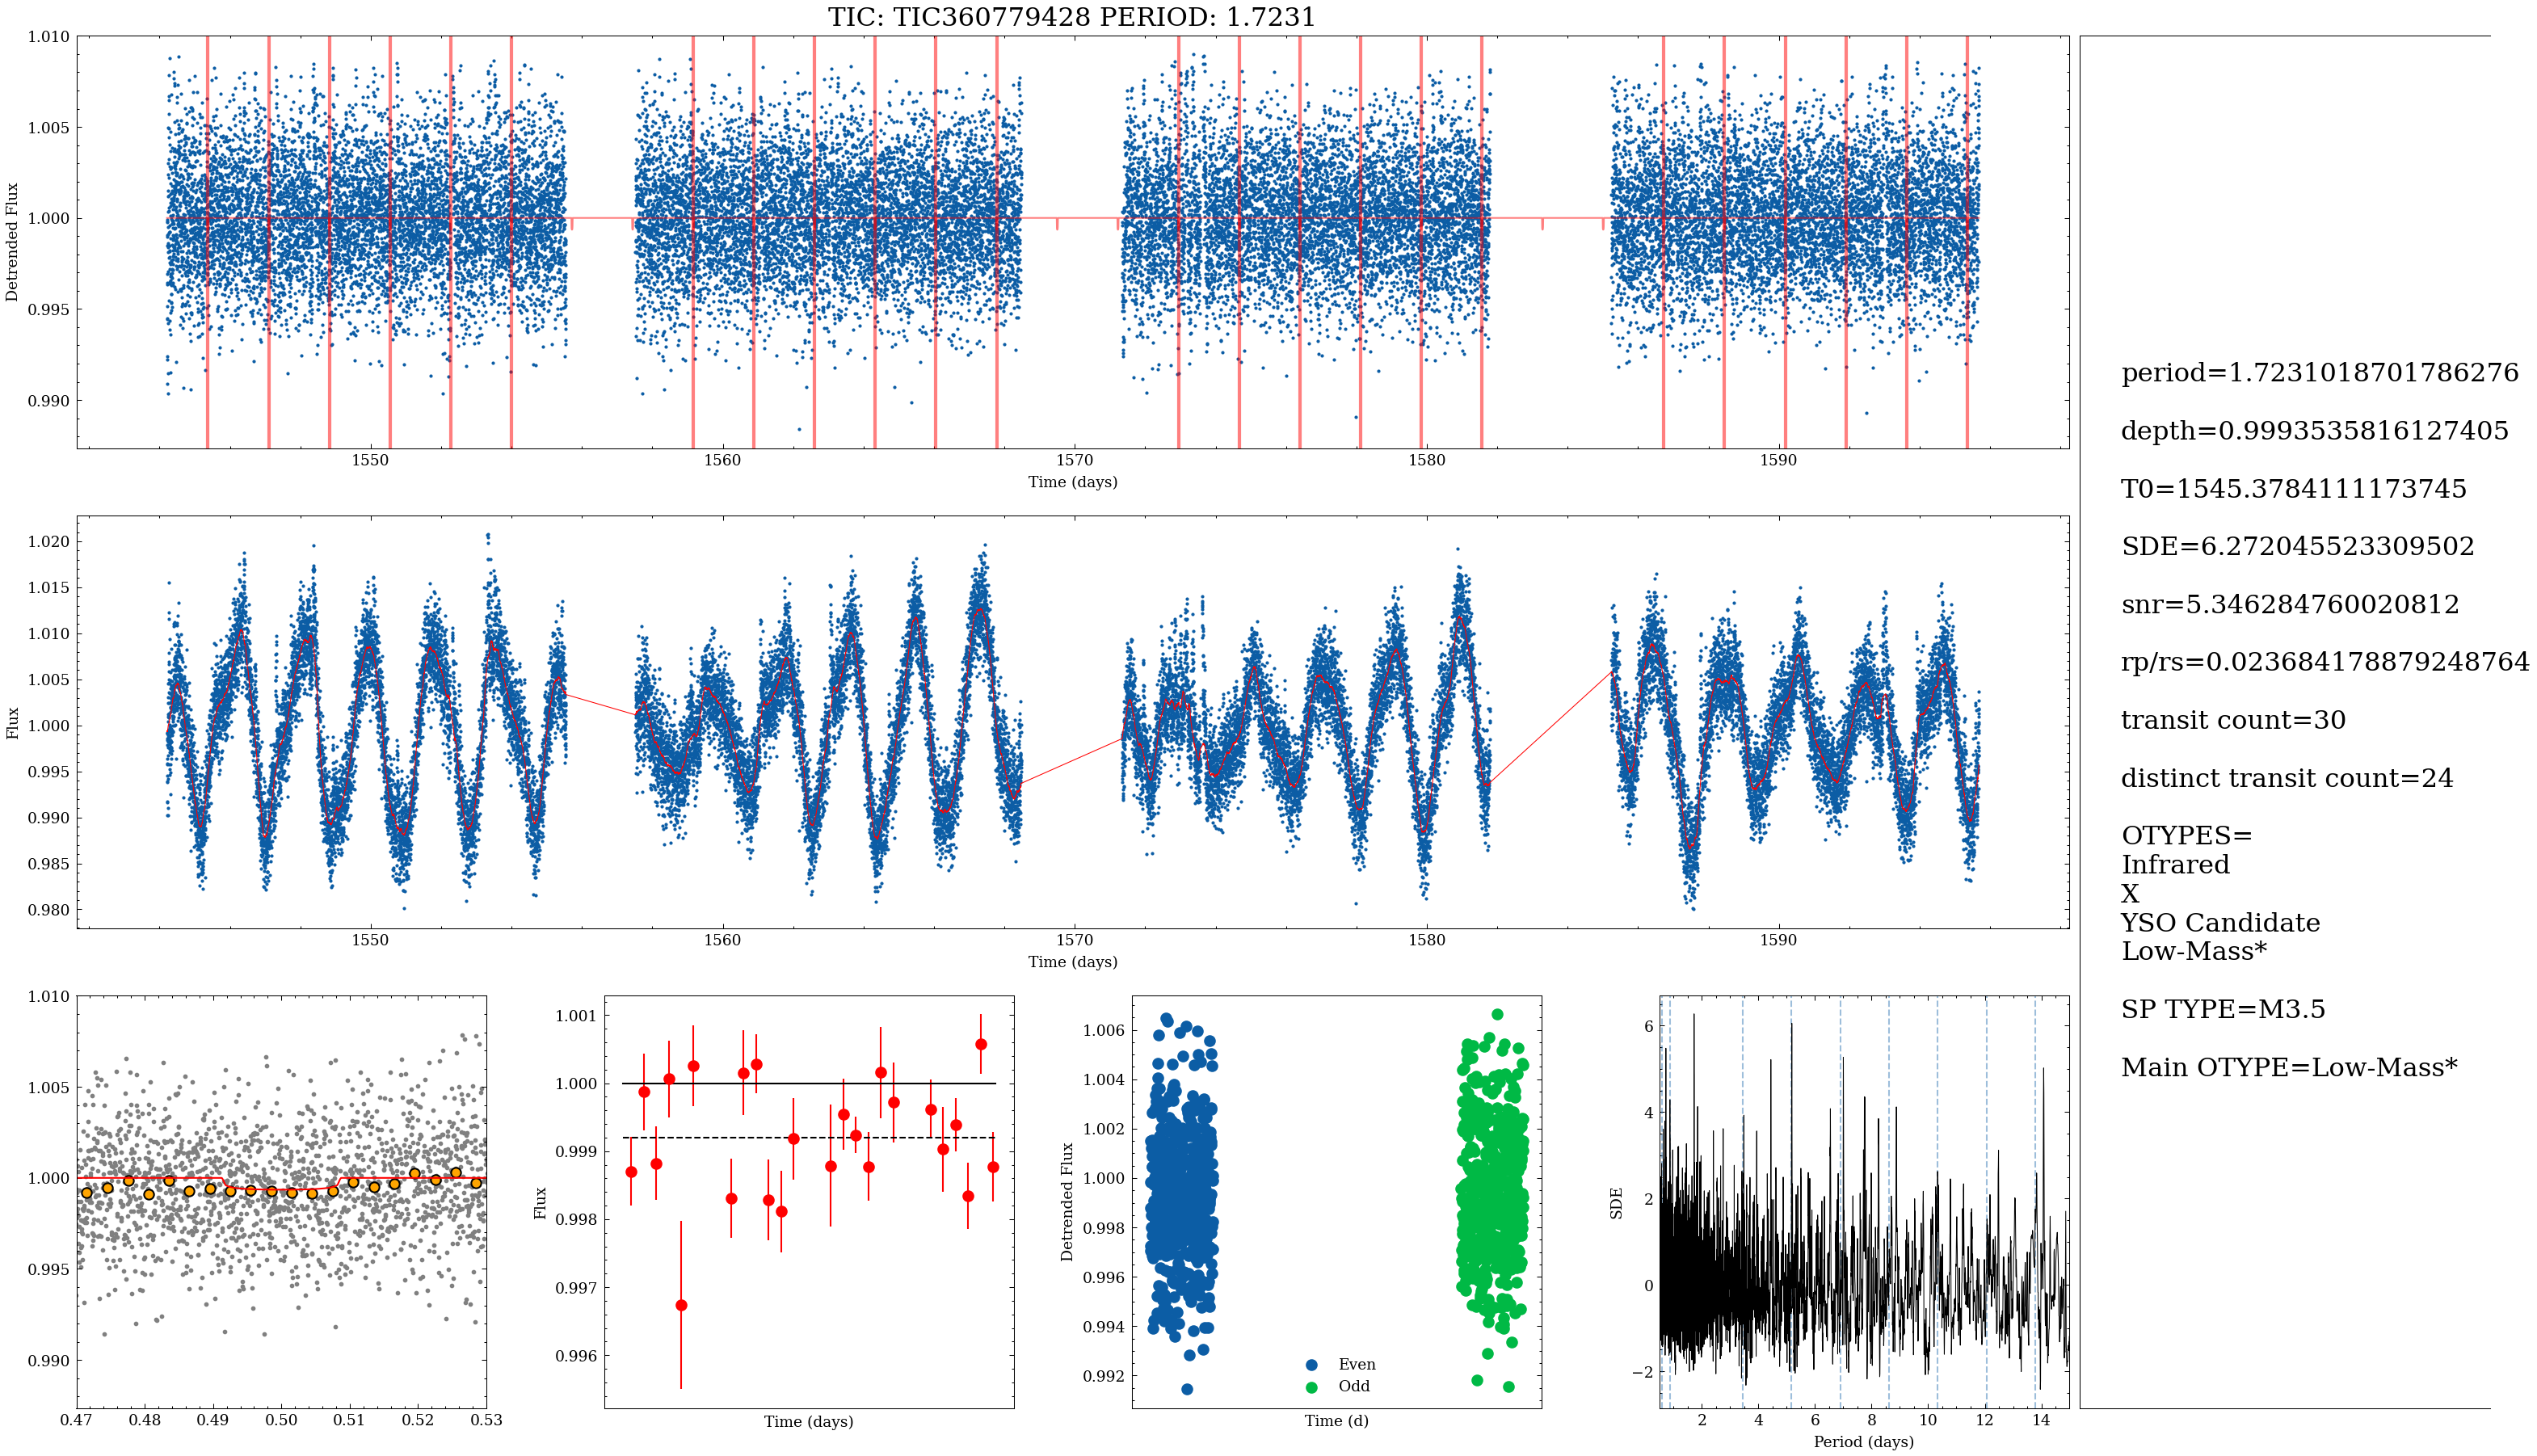 TIC: TIC360779428 PERIOD: 1.7231
1.010
1.005
1.000
0.995
0.990
Detrended Flux
1550
1560
1570
1580
1590
Time (days)
1.020
1.015
1.010
1.005
1.000
0.995
0.990
0.985
0.980
Flux
1550
1560
1570
1580
1590
Time (days)
1.010
1.005
1.000
0.995
0.990
0.47
0.48
0.49
0.50
0.51
0.52
0.53
1.001
1.000
0.999
0.998
0.997
0.996
Flux
Time (days)
1.006
1.004
1.002
1.000
0.998
0.996
0.994
0.992
Detrended Flux
Even
Odd
Time (d)
6
4
2
0
−2
SDE
2
4
6
8
10
12
14
Period (days)
period=1.7231018701786276
depth=0.9993535816127405
T0=1545.3784111173745
SDE=6.272045523309502
snr=5.346284760020812
rp/rs=0.023684178879248764
transit count=30
distinct transit count=24
OTYPES=
Infrared
X
YSO Candidate
Low-Mass*
SP TYPE=M3.5
Main OTYPE=Low-Mass*